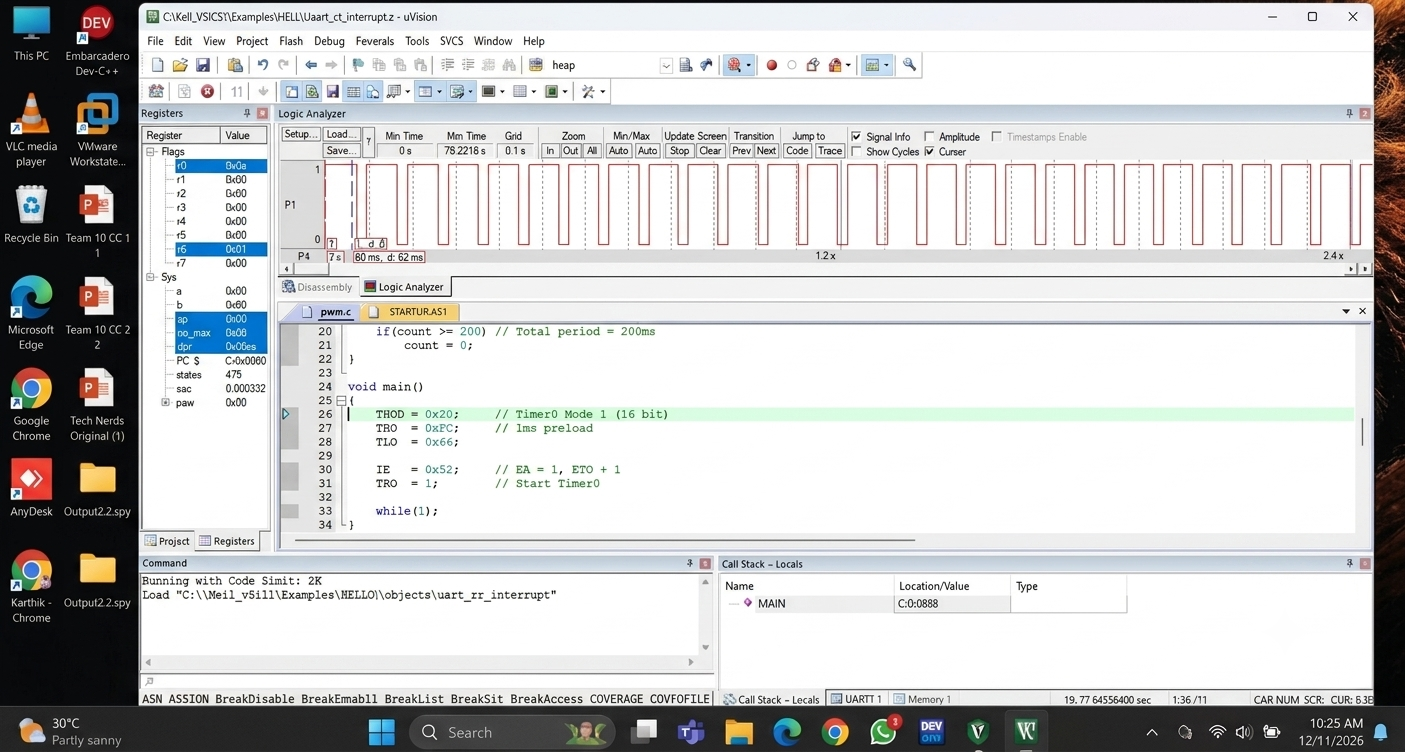 This PC
Embarcadero
Dev-C++
VLC media
player
VMware
Workstate...
Recycle Bin
Team 10 CC 1
1
Microsoft
Edge
Team 10 CC 2
2
Google
Chrome
Tech Nerds
Original (1)
AnyDesk
Output2.2.spy
Karthik -
Chrome
Output2.2.spy
DEV
C:\Kell_VSICSY\Examples\HELL\Uaart_ct_interrupt.z - uVision
File Edit View Project Flash Debug Feverals Tools SVCS Window Help
heap
Registers
Register Value
Flags
r0 0x0a
r1 0x00
r2 0x00
r3 0x00
r4 0x00
r5 0x00
r6 0x01
r7 0x00
Sys
a 0x00
b 0x60
ap
po_max
dpr 0x06es
PC $ C›0x0060
states 475
sac 0.000332
paw 0x00
Projsct Registers
Logic Analyzer
Setup... Load... ? Min Time Mm Time Grid Zoom Min/Max Update Screen Transition Jump to Signal Info Amplitude Timestamps Enable
Save... 0 s 78.2216 s 0.1 s In Out All Auto Auto Stop Clear Prev Next Code Trace Show Cycles Curser
1
P1
0
?
P4 7 s 80 ms, d: 62 ms 1.2 x 2.4 x
Disassembly Logic Analyzer
pwm.c STARTUR.AS1
20 if(count >= 200) // Total period = 200ms
21 count = 0;
22 }
23
24 void main()
25 {
26 THOD = 0x20; // Timer0 Mode 1 (16 bit)
27 TRO = 0xPC; // 1ms preload
28 TLO = 0x66;
29
30 IE = 0x52; // EA = 1, ETO + 1
31 TRO = 1; // Start Timer0
32
33 while(1);
34 }
Command
Bunning with Code Simit: 2K
Load "C:\\Meil_v5i11\Examples\HELLO)\objects\uart_rr_interrupt"
ASN ASSION BreakDisable BreakEmab11 BreakList BreakSit BreakAccess COVERAGE COVFOFILE
Call Stack – Locals
Name Location/Value Type
MAIN C:0:0888
Call Stack – Locals UARTT 1 Memory 1 19. 77 64556400 sec 1:36 /11 CAR NUM SCR: CUR: 6.3E
30°C
Partly sanny
Search
3
DEV
10:25 AM
12/11/2026